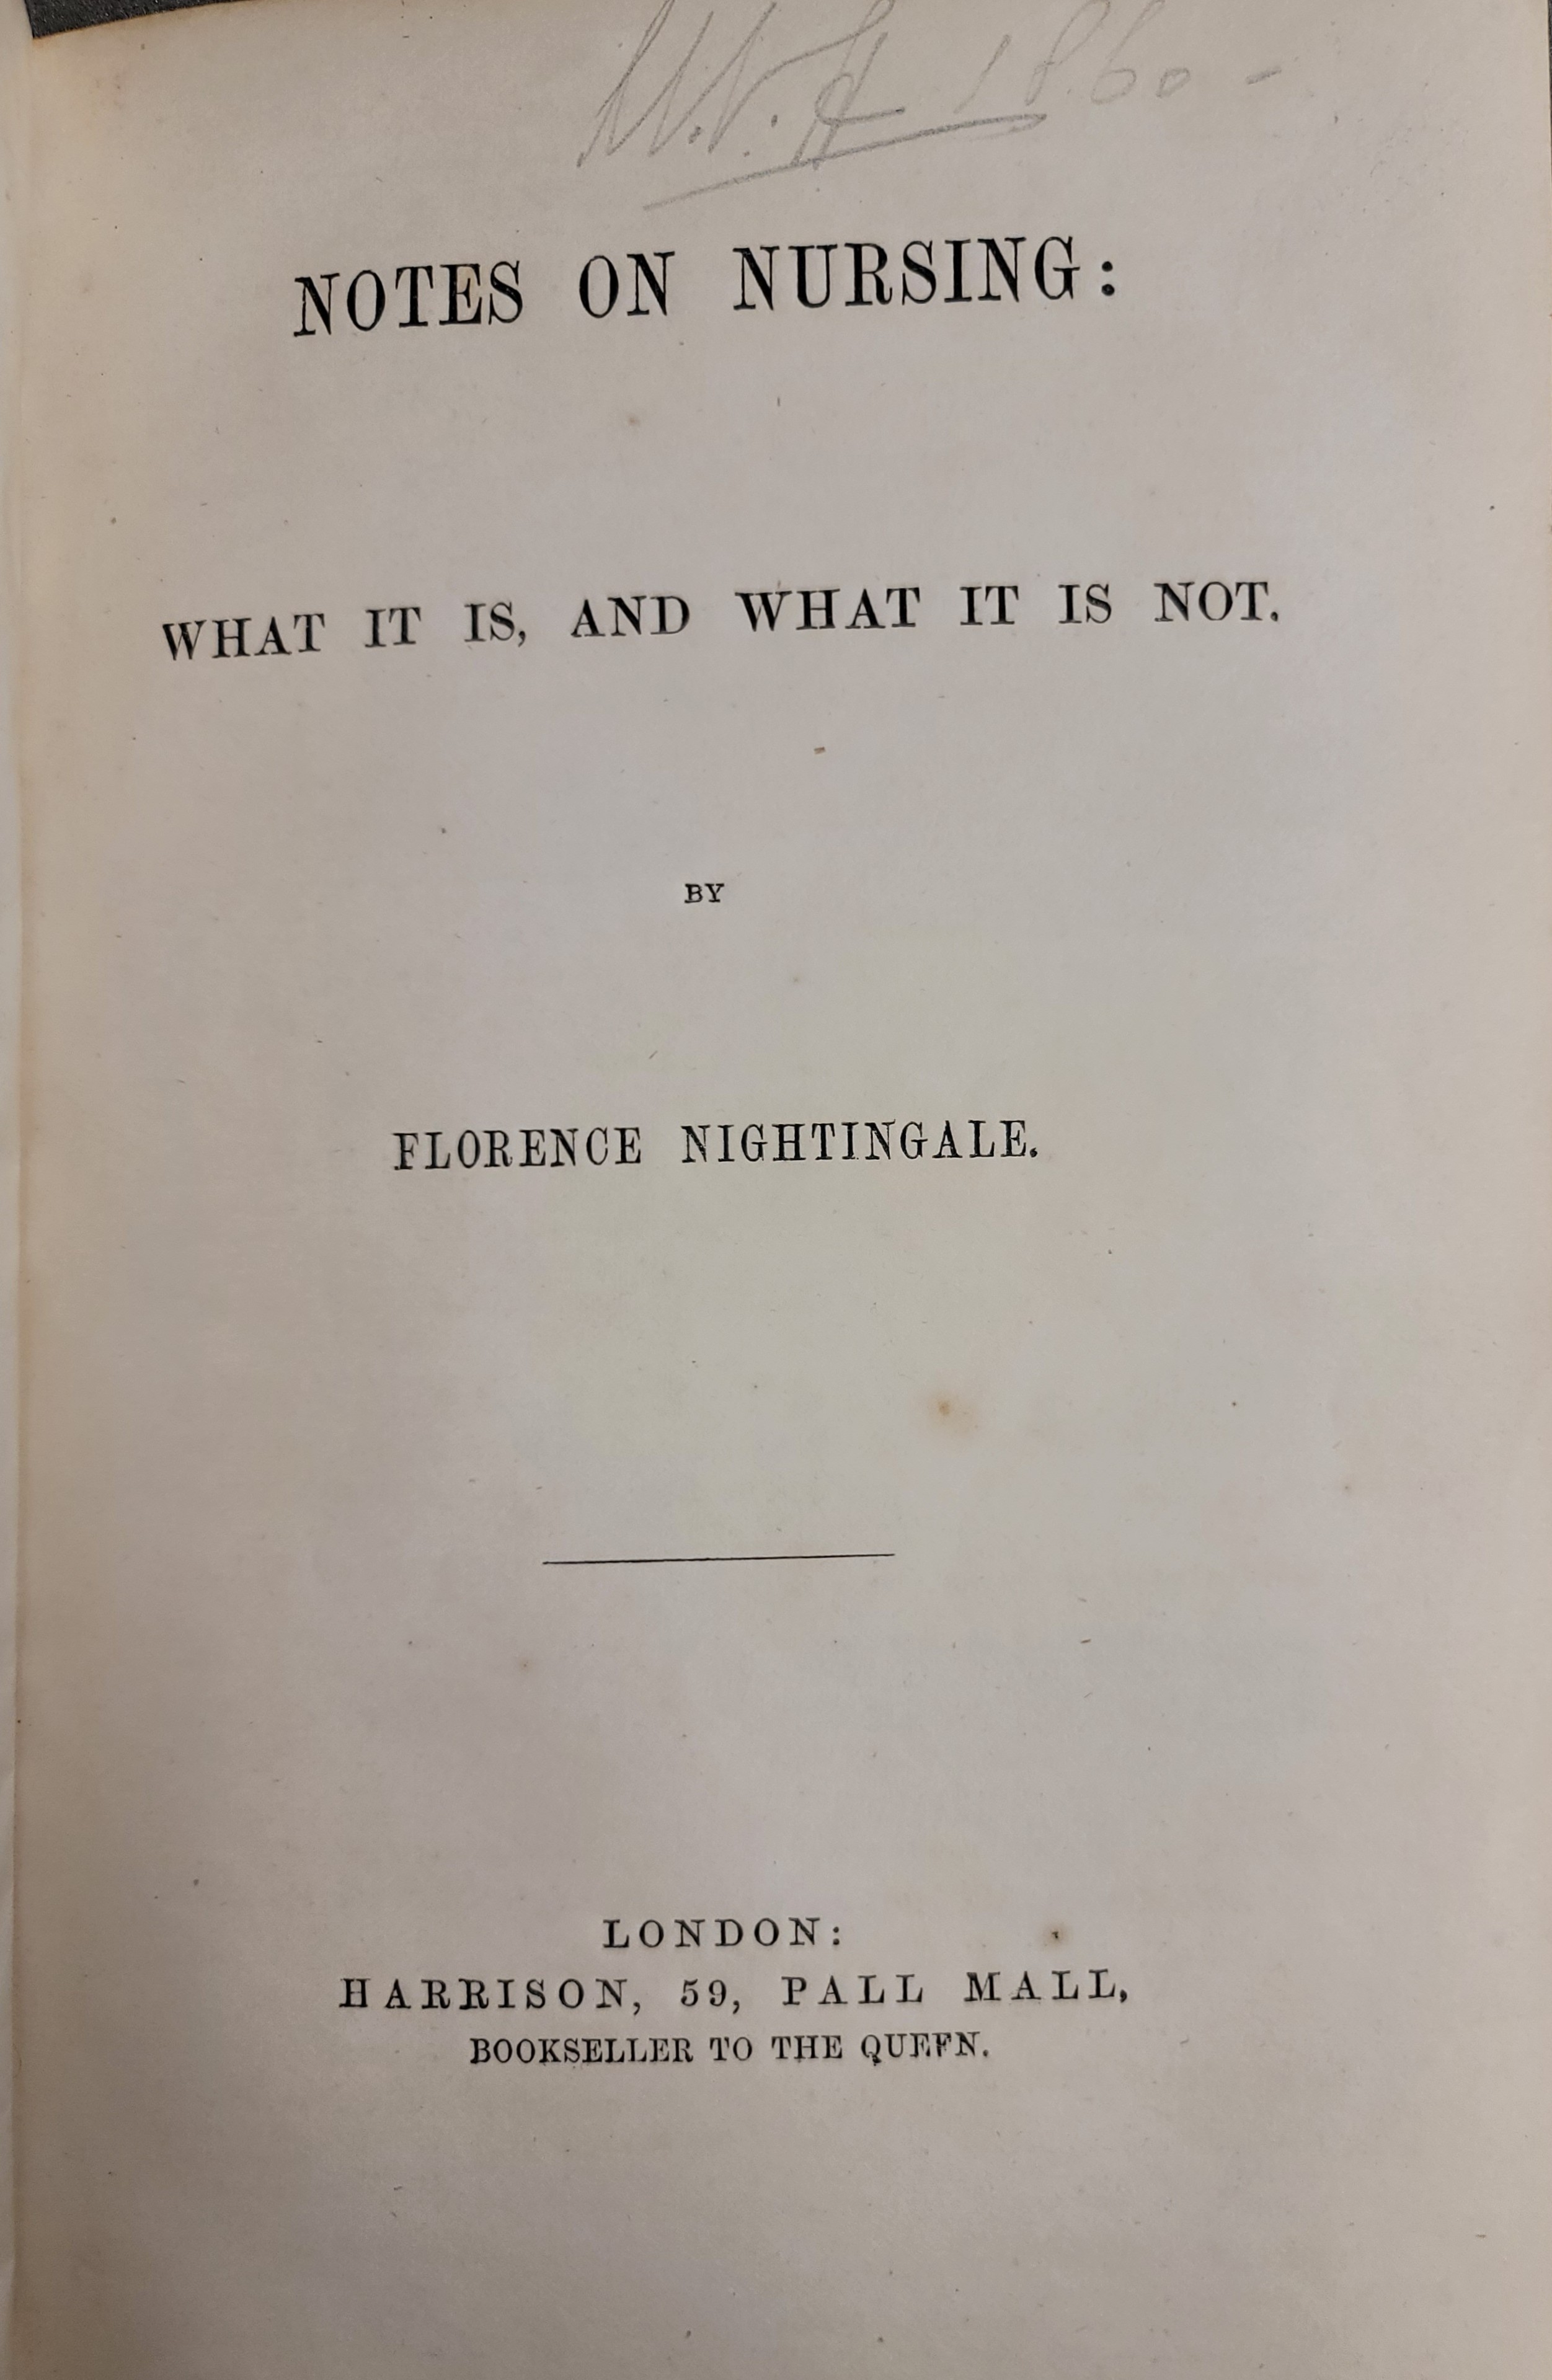 1860 -
NOTES ON NURSING:
WHAT IT IS, AND WHAT IT IS NOT.
BY
FLORENCE NIGHTINGALE.
LONDON:
HARRISON, 59, PALL MALL,
BOOKSELLER TO THE QUEEN.